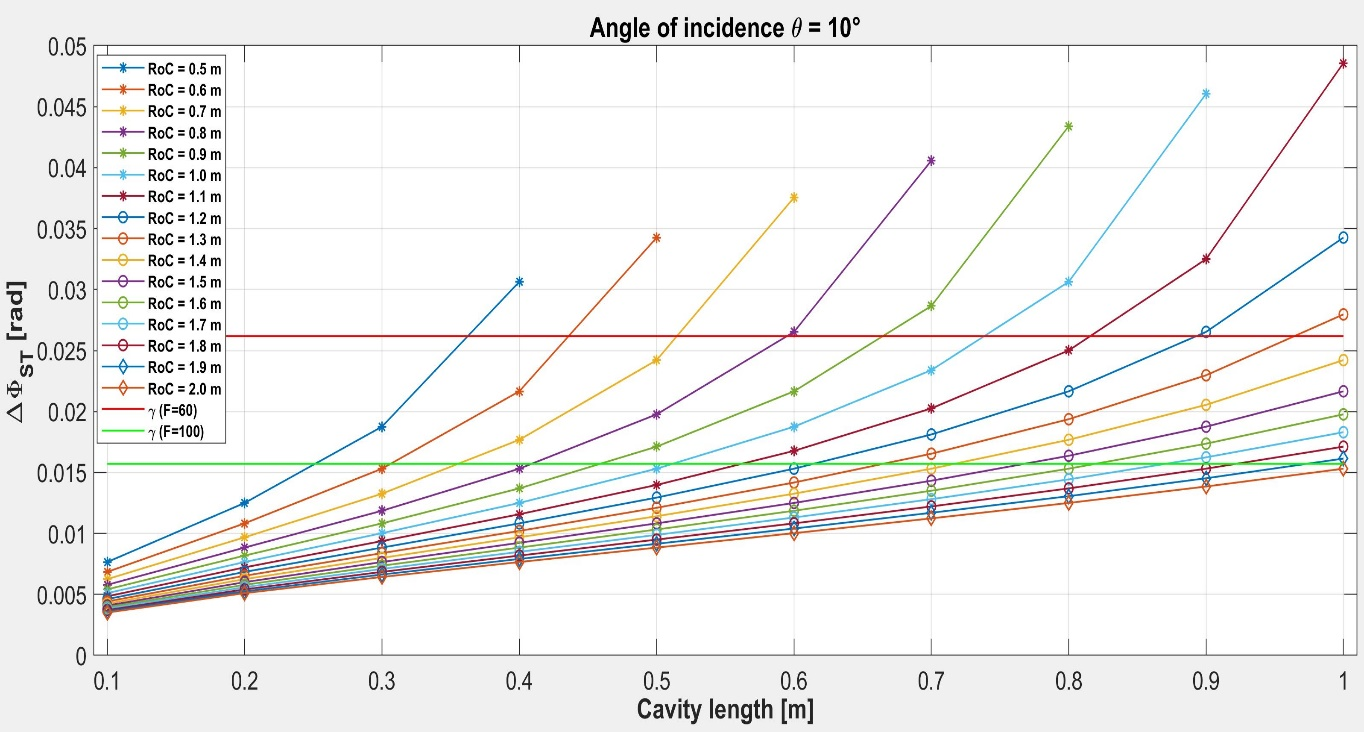 Angle of incidence θ = 10°
0.05
0.045
0.04
0.035
0.03
0.025
0.02
0.015
0.01
0.005
0
ΔΦ_ST [rad]
RoC = 0.5 m
RoC = 0.6 m
RoC = 0.7 m
RoC = 0.8 m
RoC = 0.9 m
RoC = 1.0 m
RoC = 1.1 m
RoC = 1.2 m
RoC = 1.3 m
RoC = 1.4 m
RoC = 1.5 m
RoC = 1.6 m
RoC = 1.7 m
RoC = 1.8 m
RoC = 1.9 m
RoC = 2.0 m
γ (F=60)
γ (F=100)
0.1 0.2 0.3 0.4 0.5 0.6 0.7 0.8 0.9 1
Cavity length [m]